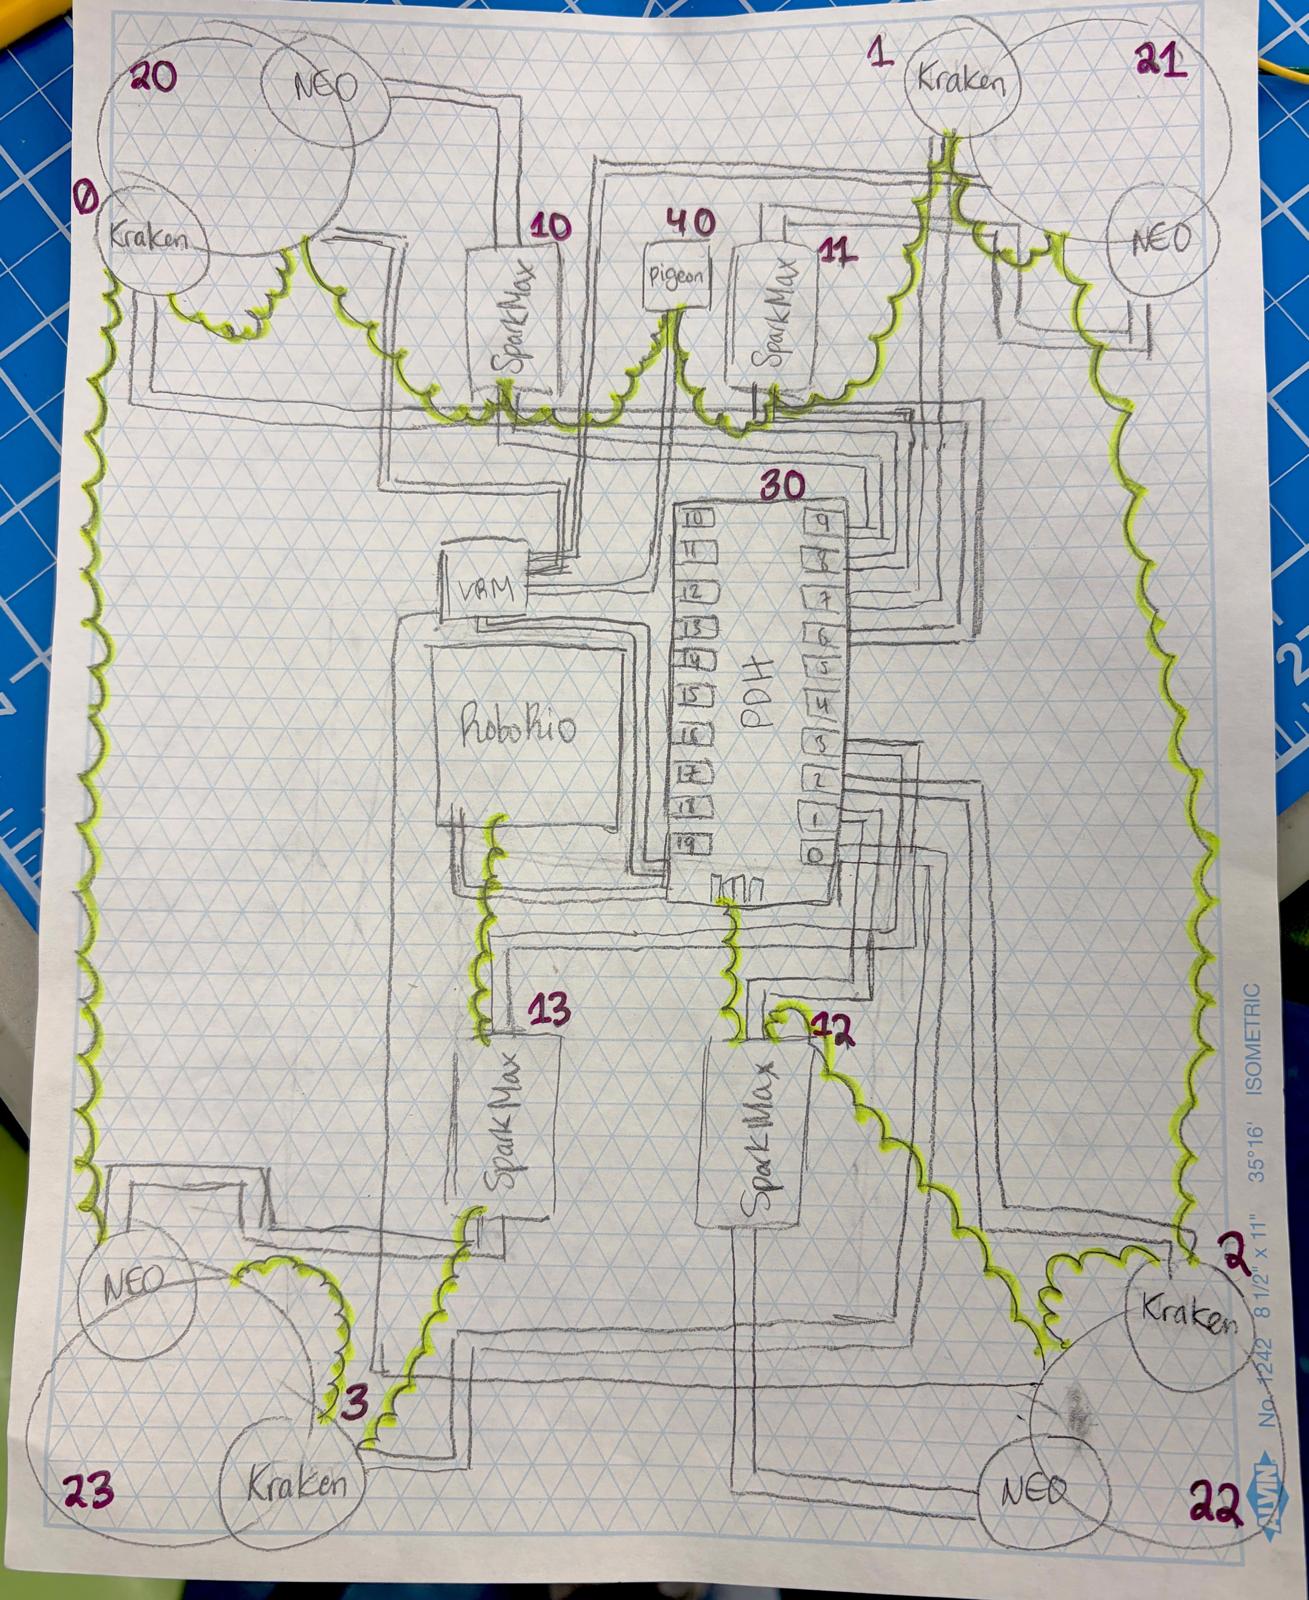 20
NEO
1
Kraken
21
0
Kraken
10
40
11
NEO
SparkMax
pigeon
SparkMax
30
10
9
11
8
12
7
13
6
14
5
15
4
16
3
17
2
18
1
19
0
VRM
PDH
RoboRio
13
12
SparkMax
SparkMax
2
NEO
Kraken
3
Kraken
23
NEO
22
No. 1242 8 1/2" x 11" 35°16' ISOMETRIC
ALVIN